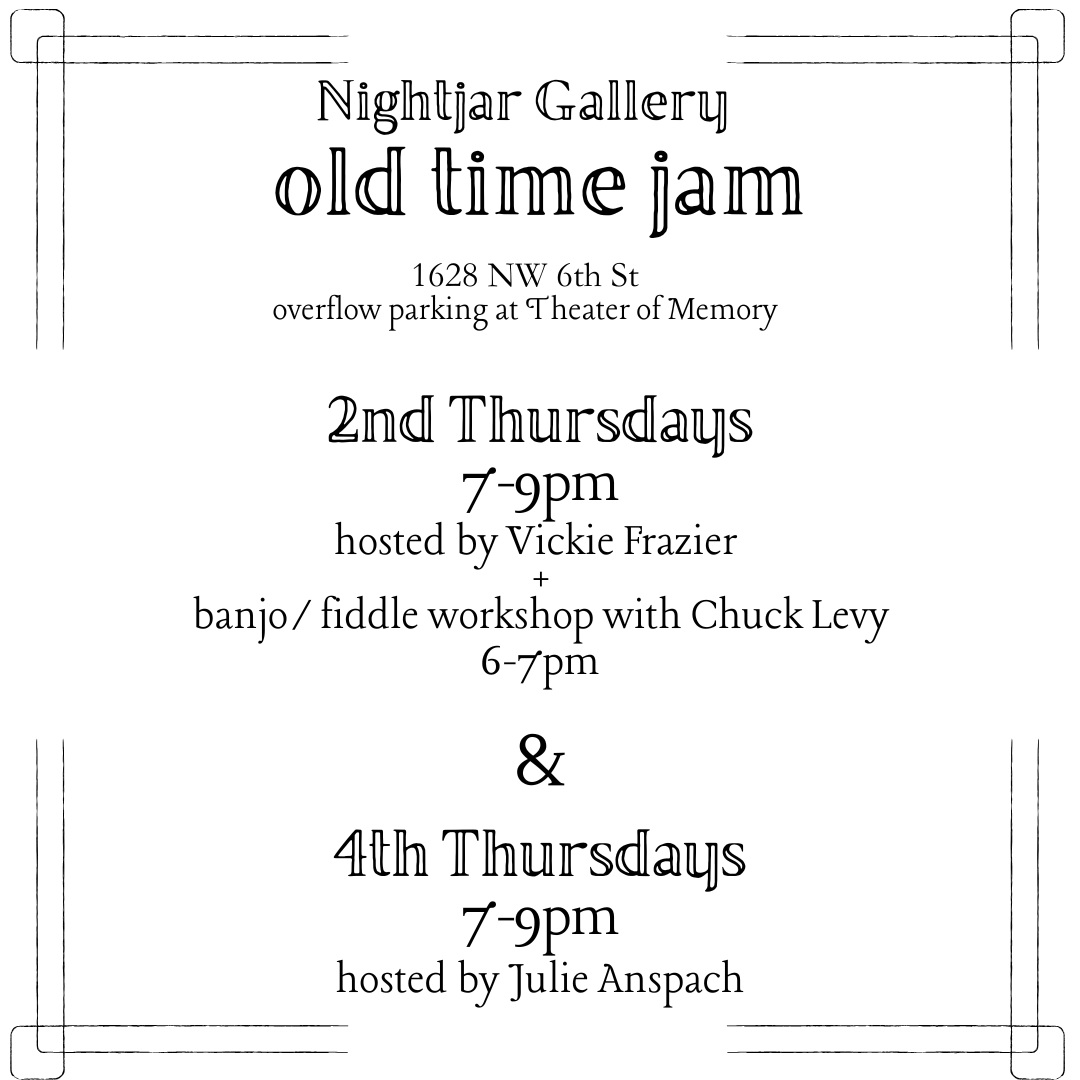 Nightjar Gallery
old time jam
1628 NW 6th St
overflow parking at Theater of Memory
2nd Thursdays
7-9pm
hosted by Vickie Frazier
+
banjo/ fiddle workshop with Chuck Levy
6-7pm
&
4th Thursdays
7-9pm
hosted by Julie Anspach